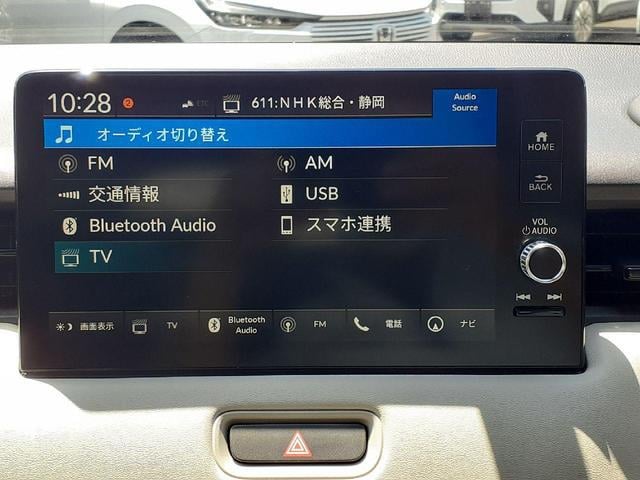 10:28 2 ETC 611:NHK総合・静岡 Audio Source
オーディオ切り替え
FM AM
交通情報 USB
Bluetooth Audio スマホ連携
TV
画面表示 TV Bluetooth Audio FM 電話 ナビ
HOME
BACK
VOL
AUDIO